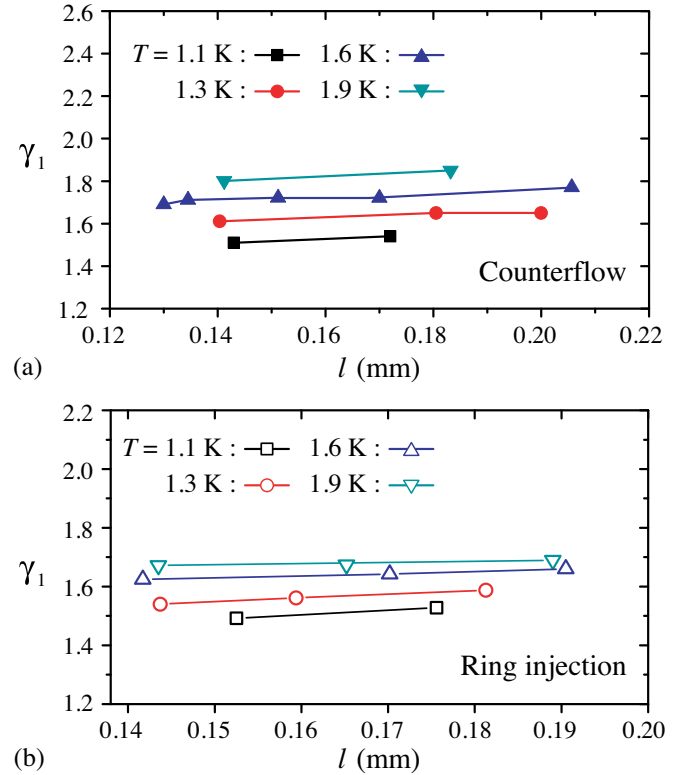 2.6
2.4
2.2
2.0
1.8
1.6
1.4
1.2
γ₁
T = 1.1 K : 1.6 K :
1.3 K : 1.9 K :
Counterflow
0.12 0.14 0.16 0.18 0.20 0.22
(a) l (mm)
2.2
2.0
1.8
1.6
1.4
1.2
γ₁
T = 1.1 K : 1.6 K :
1.3 K : 1.9 K :
Ring injection
0.14 0.15 0.16 0.17 0.18 0.19 0.20
(b) l (mm)